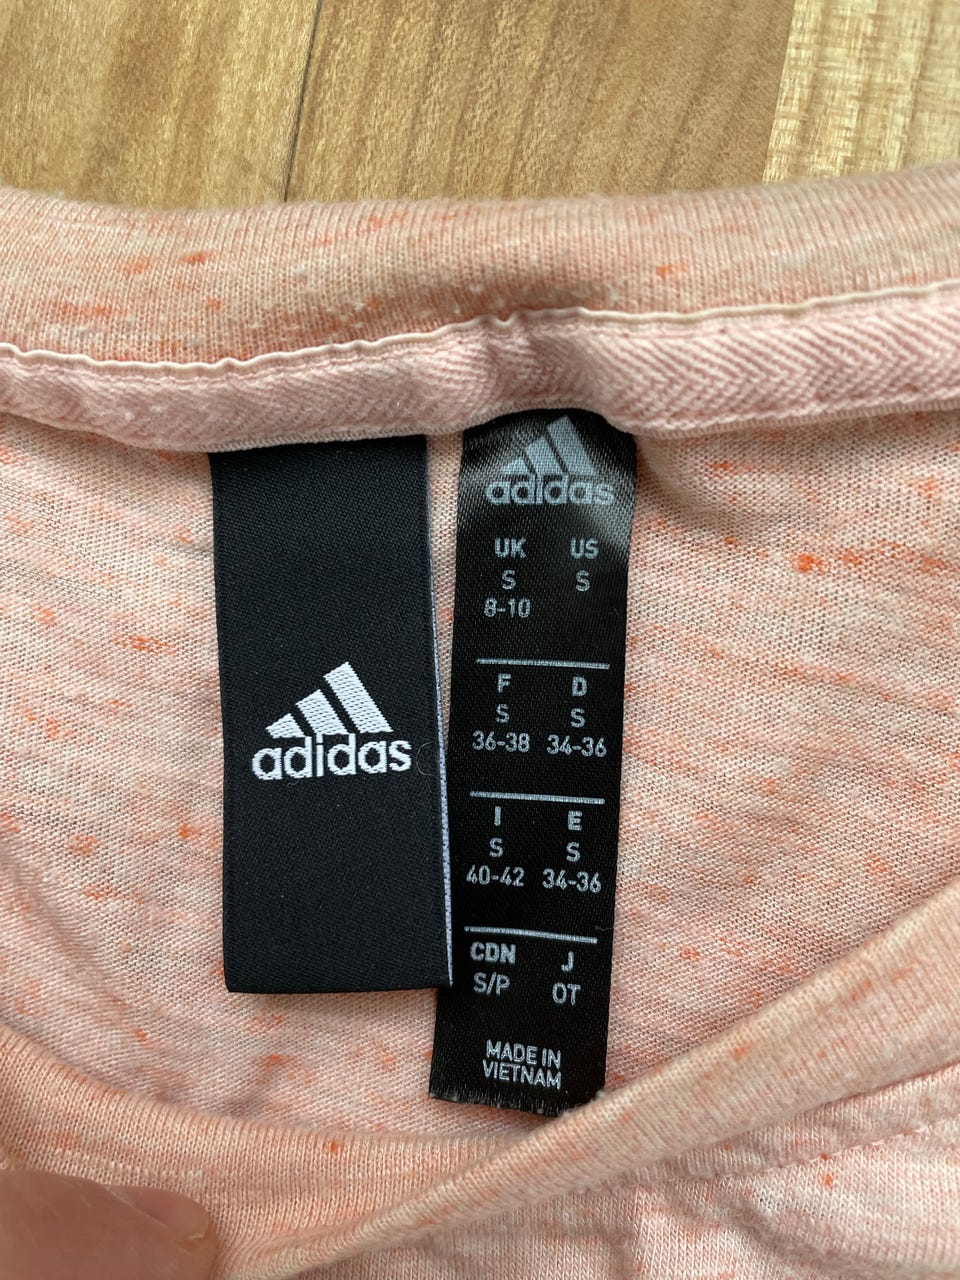 adidas
adidas
UK US
S S
8-10
F D
S S
36-38 34-36
I E
S S
40-42 34-36
CDN J
S/P OT
MADE IN
VIETNAM